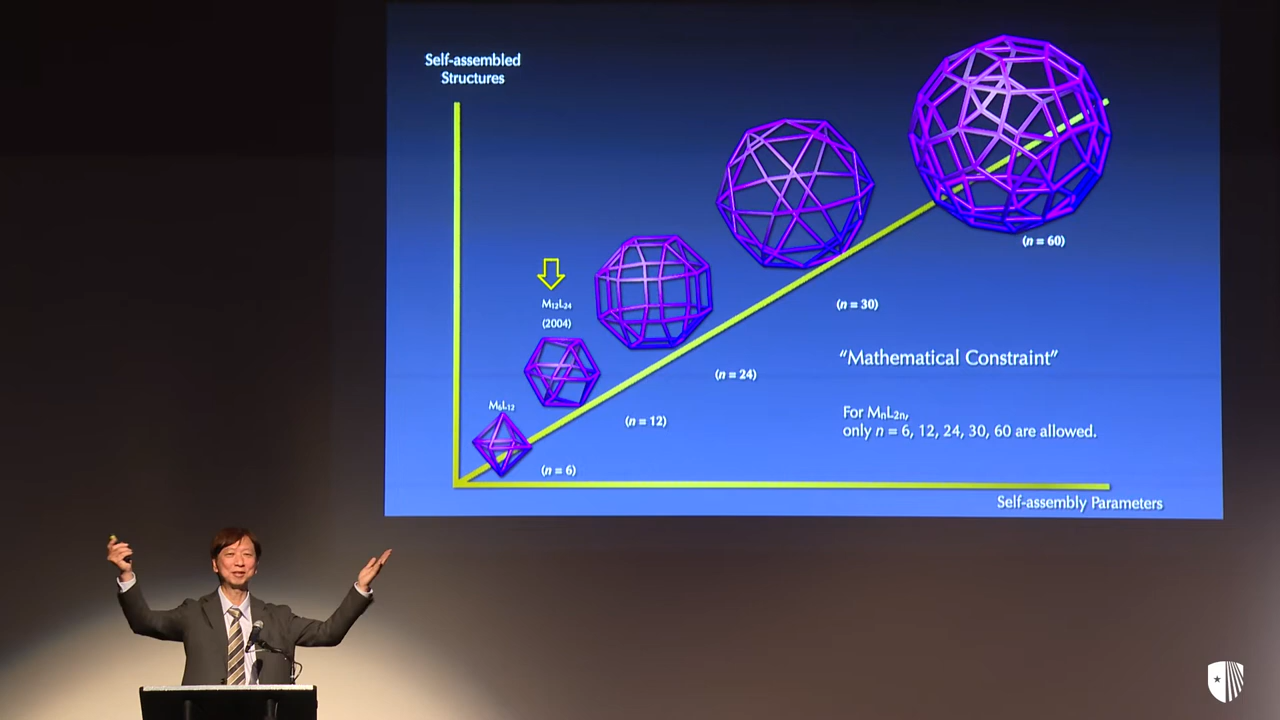 Self-assembled
Structures
(n = 60)
M₁₂L₂₄
(2004)
(n = 30)
"Mathematical Constraint"
(n = 24)
M₆L₁₂
For MₙL₂ₙ,
only n = 6, 12, 24, 30, 60 are allowed.
(n = 12)
(n = 6)
Self-assembly Parameters